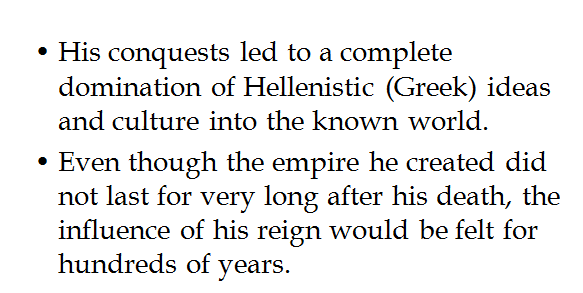 • His conquests led to a complete
domination of Hellenistic (Greek) ideas
and culture into the known world.
• Even though the empire he created did
not last for very long after his death, the
influence of his reign would be felt for
hundreds of years.